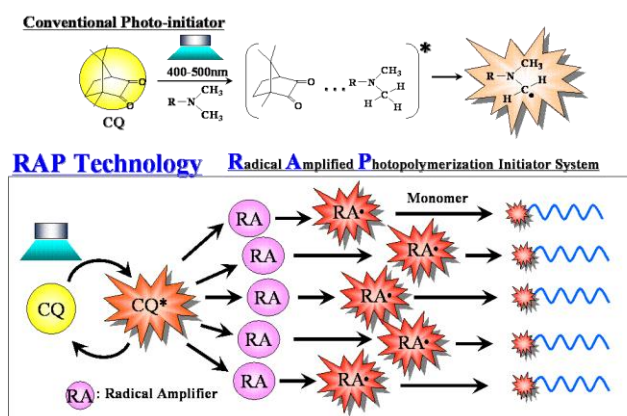 Conventional Photo-initiator
400-500nm
CQ
R-N
CH₃
CH₃
O
O
O
O
R-N
CH₃
C-H
H
H
*
R-N
CH₃
C
H
H
•
RAP Technology
Radical Amplified Photopolymerization Initiator System
Monomer
CQ
CQ*
RA
RA•
RA
RA•
RA
RA•
RA
RA•
RA
RA•
RA : Radical Amplifier